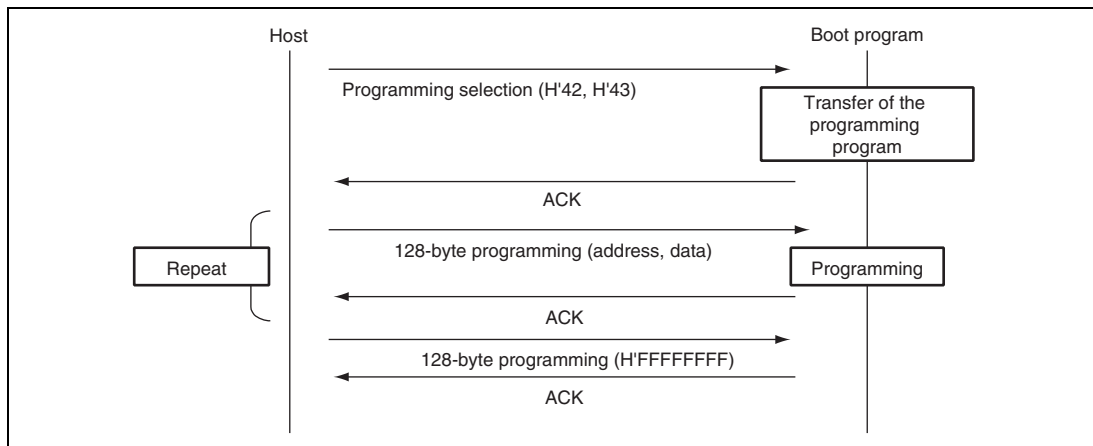 Host
Boot program
Programming selection (H'42, H'43)
Transfer of the
programming
program
ACK
128-byte programming (address, data)
Repeat
Programming
ACK
128-byte programming (H'FFFFFFFF)
ACK